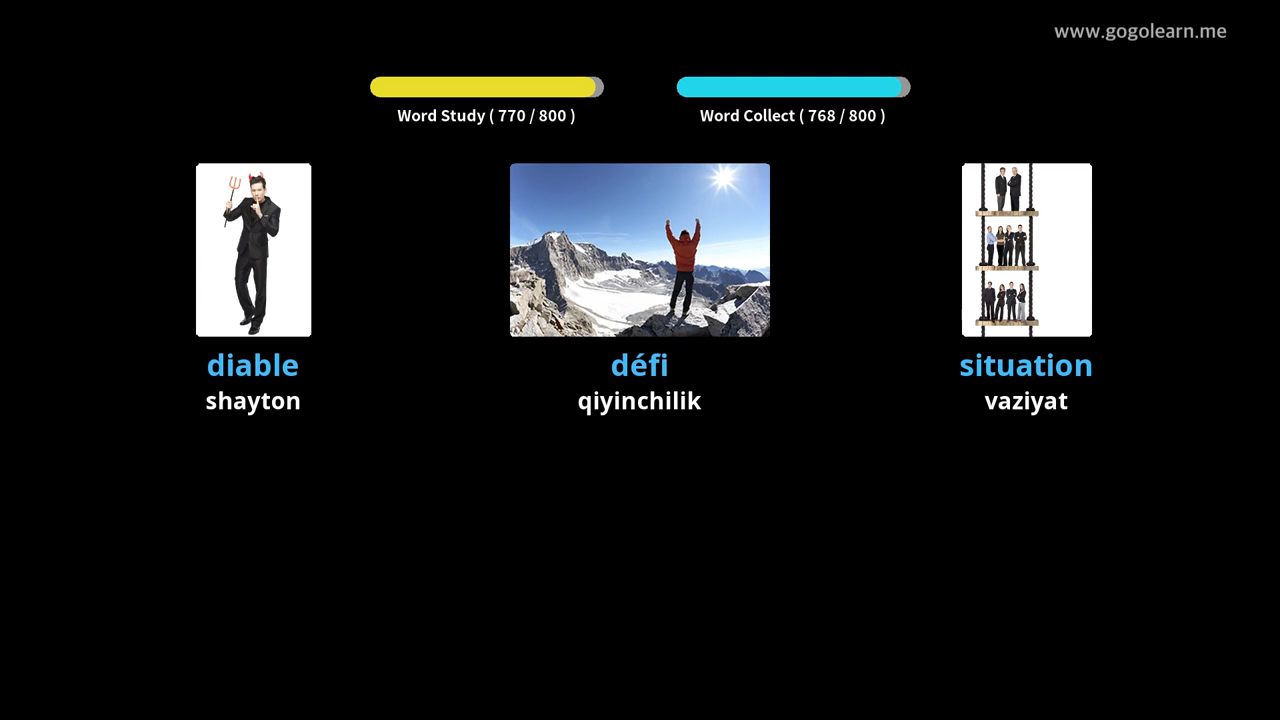 www.gogolearn.me
Word Study ( 770 / 800 )
Word Collect ( 768 / 800 )
diable
shayton
défi
qiyinchilik
situation
vaziyat